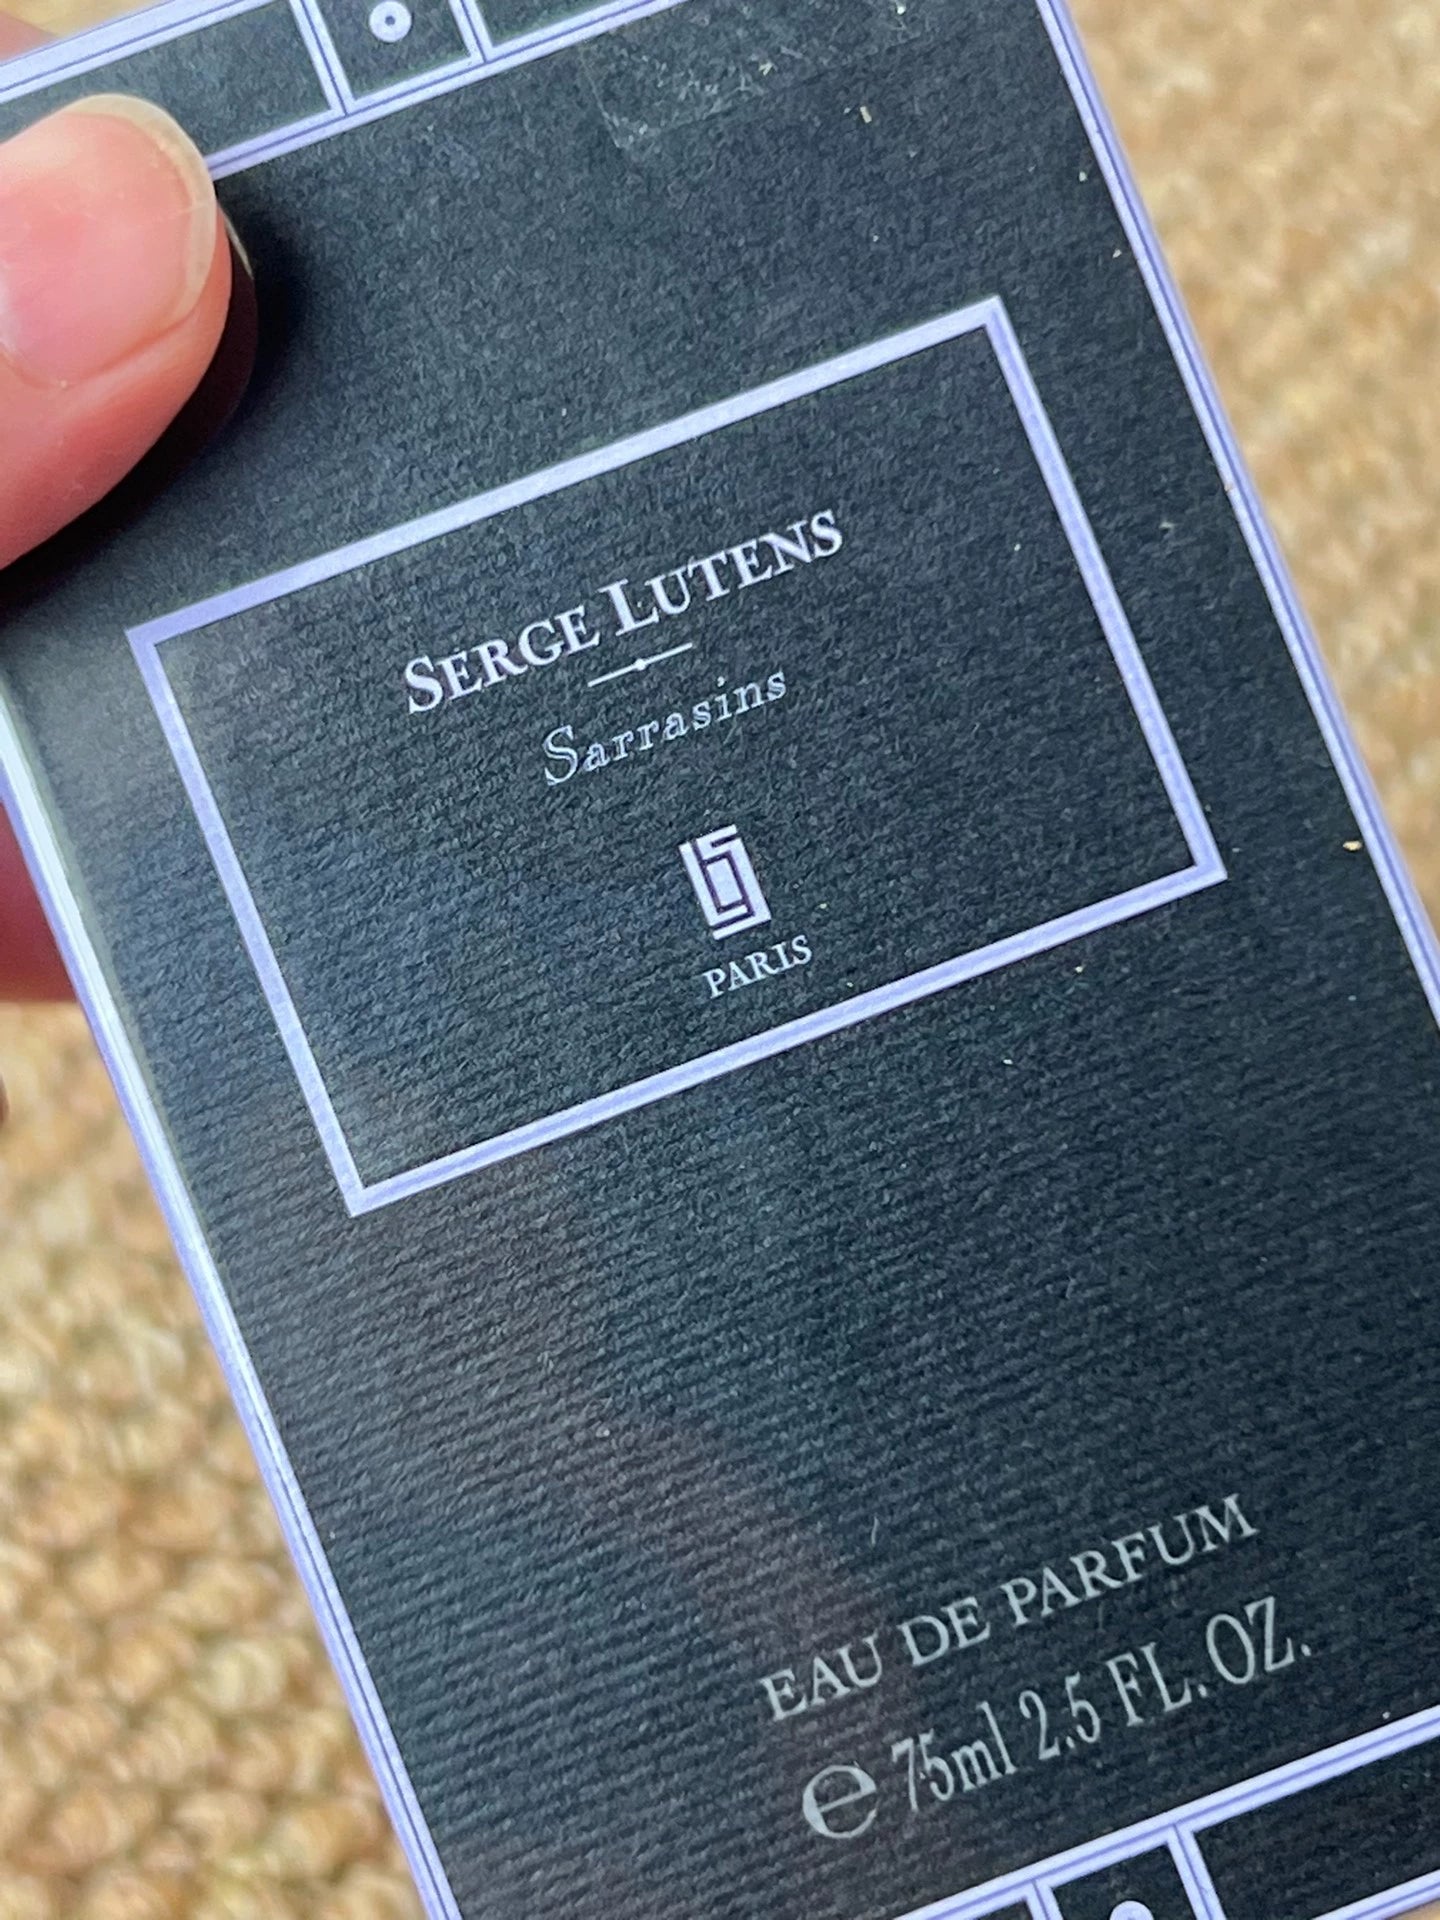 SERGE LUTENS
Sarrasins
PARIS
EAU DE PARFUM
℮ 75ml 2.5 FL. OZ.